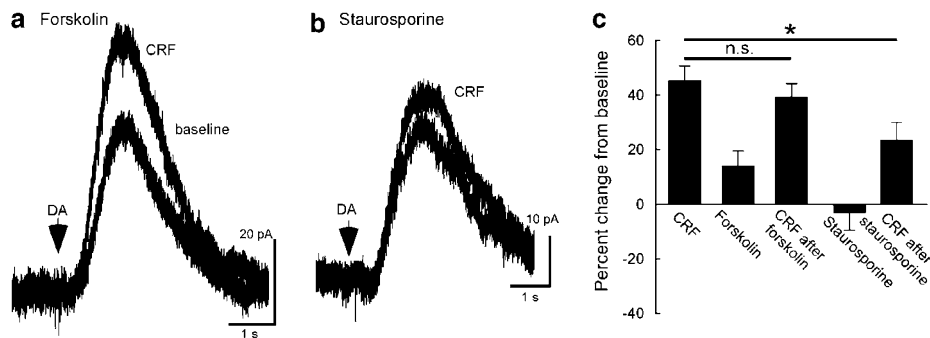 a Forskolin
CRF
baseline
DA
20 pA
1 s
b Staurosporine
CRF
DA
10 pA
1 s
c
*
n.s.
Percent change from baseline
60
40
20
0
-20
-40
CRF
Forskolin
CRF after
forskolin
Staurosporine
CRF after
staurosporine